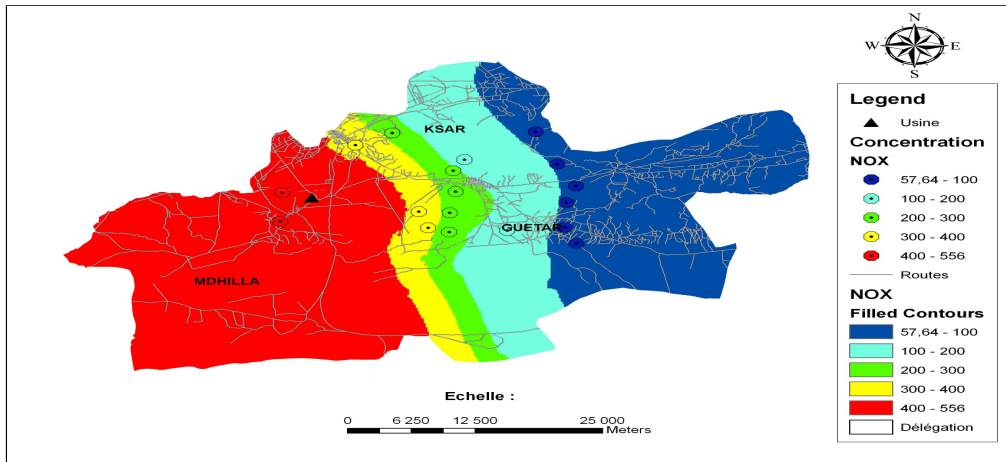 N
W E
S
KSAR
GUETAR
MDHILLA
Echelle :
0 6 250 12 500 25 000
Meters
Legend
Usine
Concentration
NOX
57,64 - 100
100 - 200
200 - 300
300 - 400
400 - 556
Routes
NOX
Filled Contours
57,64 - 100
100 - 200
200 - 300
300 - 400
400 - 556
Délégation